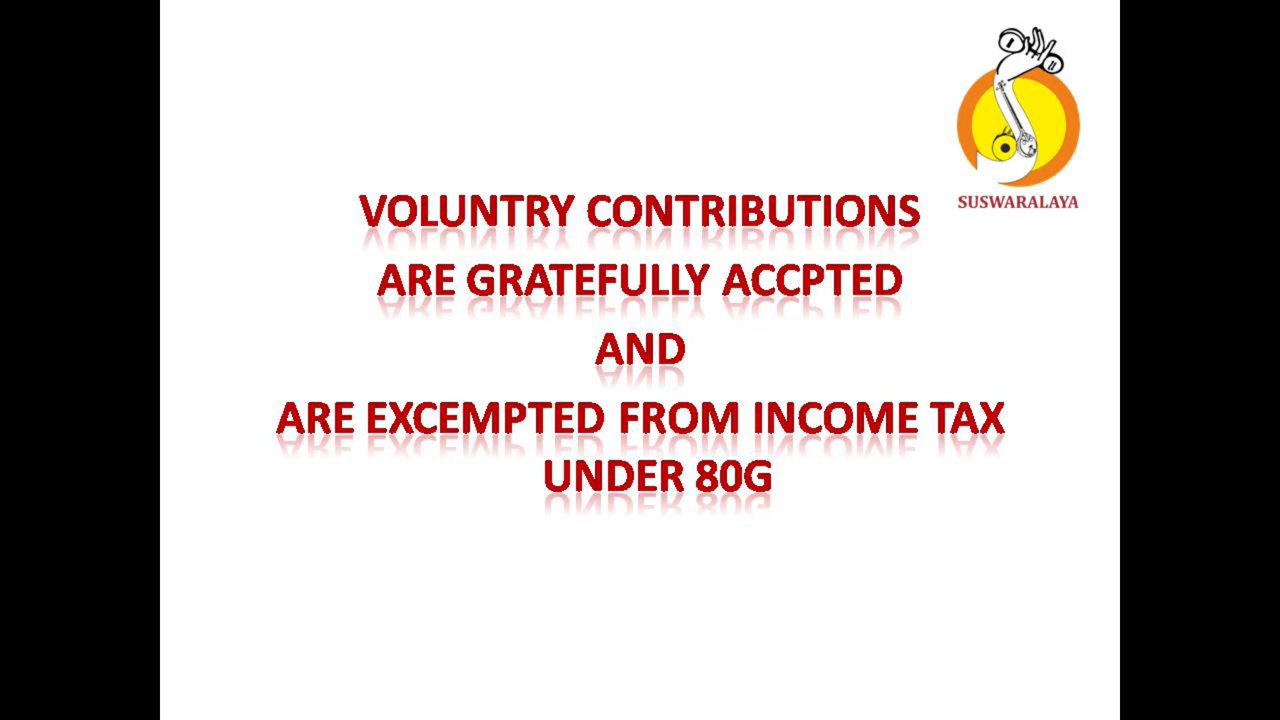 SUSWARALAYA
VOLUNTRY CONTRIBUTIONS
ARE GRATEFULLY ACCPTED
AND
ARE EXCEMPTED FROM INCOME TAX
UNDER 80G